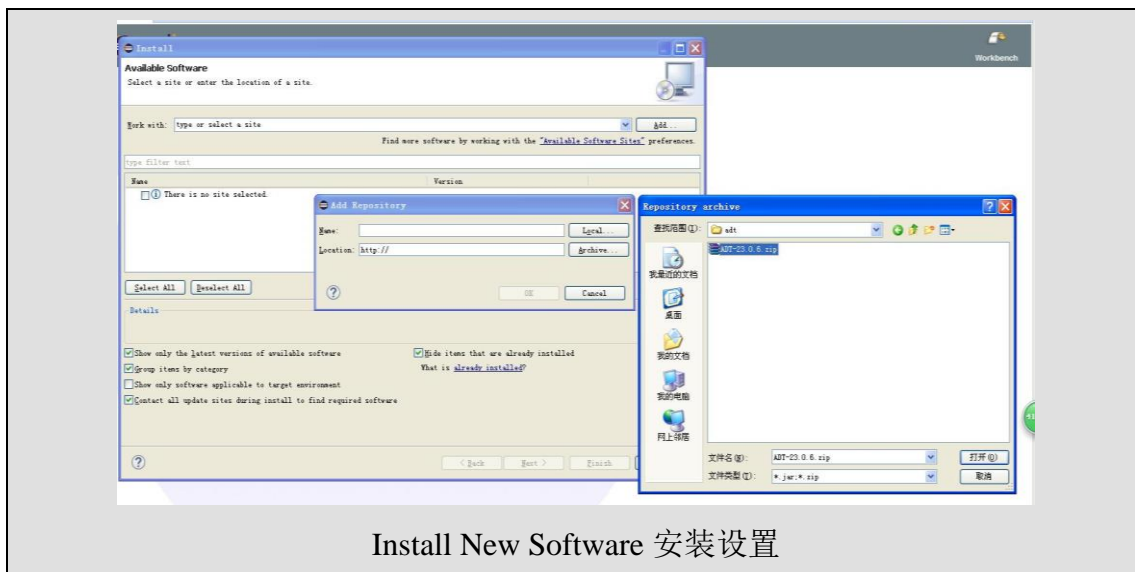 Install
Workbench
Available Software
Select a site or enter the location of a site.
Work with: type or select a site
Add...
Find more software by working with the "Available Software Sites" preferences.
type filter text
Name Version
There is no site selected.
Add Repository
Name: Local...
Location: http:// Archive...
OK Cancel
Repository archive
查找范围(I): adt
ADT-23.0.6.zip
我最近的文档
桌面
我的文档
我的电脑
网上邻居
文件名(N): ADT-23.0.6.zip 打开(O)
文件类型(T): *.jar;*.zip 取消
Select All Deselect All
Details
Show only the latest versions of available software
Hide items that are already installed
Group items by category
What is already installed?
Show only software applicable to target environment
Contact all update sites during install to find required software
< Back Next > Finish
Install New Software 安装设置